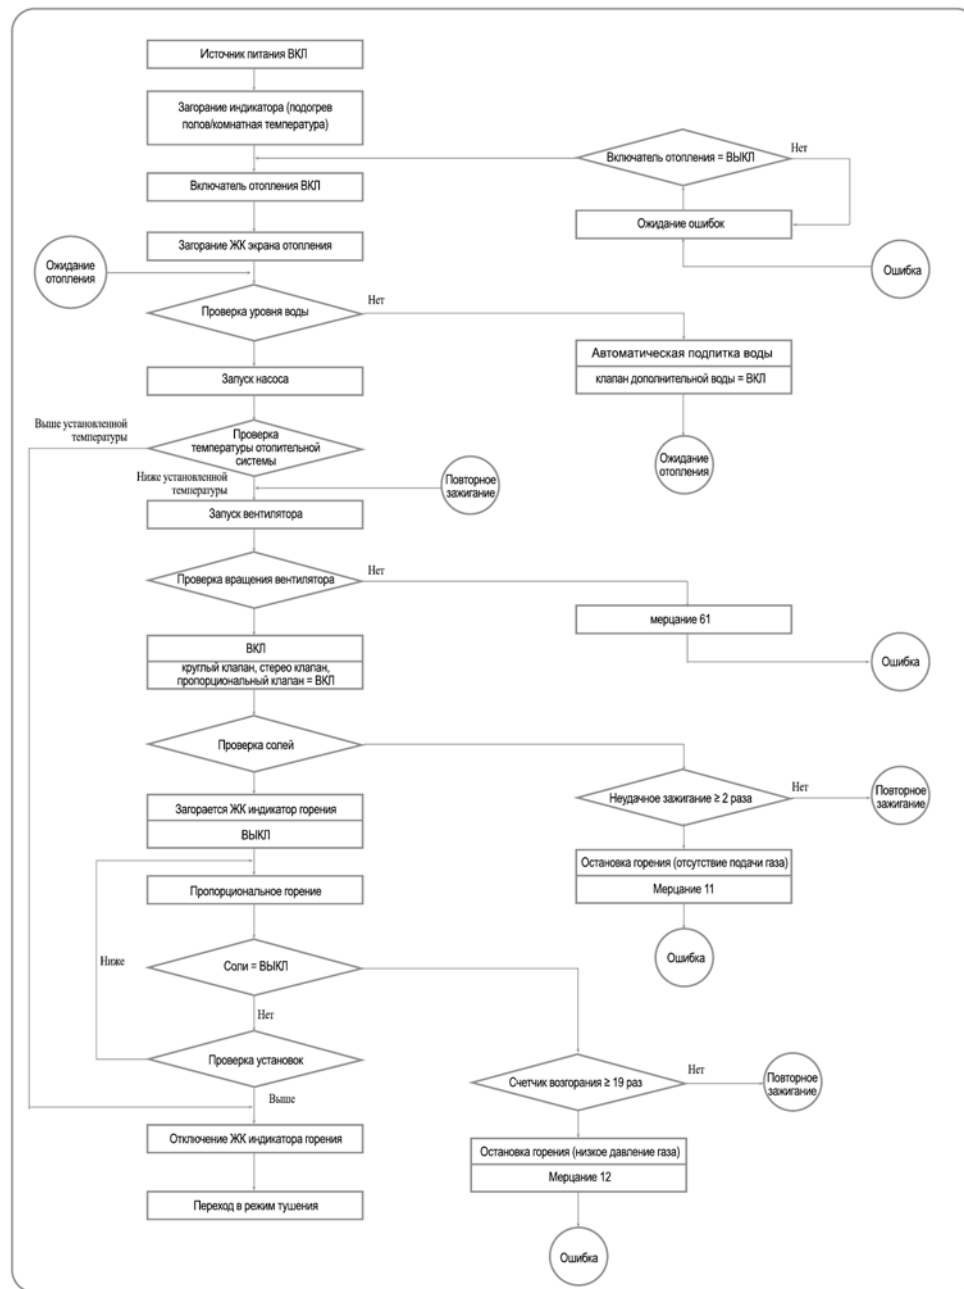 Источник питания ВКЛ
Загорание индикатора (подогрев
полов/комнатная температура)
Включатель отопления = ВЫКЛ
Нет
Включатель отопления ВКЛ
Ожидание ошибок
Загорание ЖК экрана отопления
Ожидание
отопления
Ошибка
Нет
Проверка уровня воды
Автоматическая подпитка воды
клапан дополнительной воды = ВКЛ
Запуск насоса
Выше установленной
температуры
Проверка
температуры отопительной
системы
Ожидание
отопления
Ниже установленной
температуры
Повторное
зажигание
Запуск вентилятора
Проверка вращения вентилятора
Нет
мерцание 61
Ошибка
ВКЛ
круглый клапан, стерео клапан,
пропорциональный клапан = ВКЛ
Проверка солей
Неудачное зажигание ≥ 2 раза
Нет
Повторное
зажигание
Загорается ЖК индикатор горения
ВЫКЛ
Остановка горения (отсутствие подачи газа)
Мерцание 11
Пропорциональное горение
Ошибка
Ниже
Соли = ВЫКЛ
Нет
Проверка установок
Счетчик возгорания ≥ 19 раз
Нет
Повторное
зажигание
Выше
Отключение ЖК индикатора горения
Остановка горения (низкое давление газа)
Мерцание 12
Переход в режим тушения
Ошибка